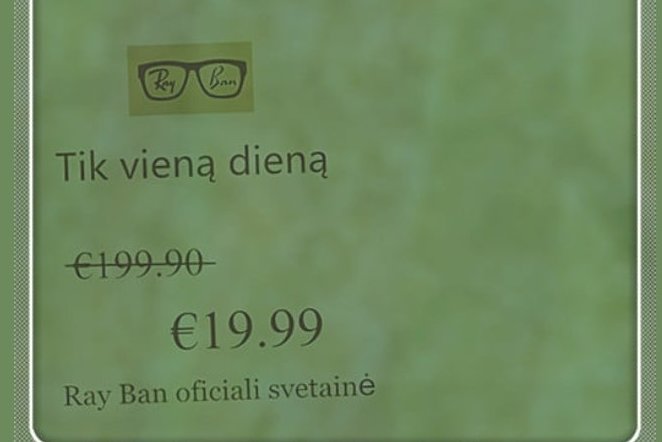 Ray Ban
Tik vieną dieną
€199.90
€19.99
Ray Ban oficiali svetainė